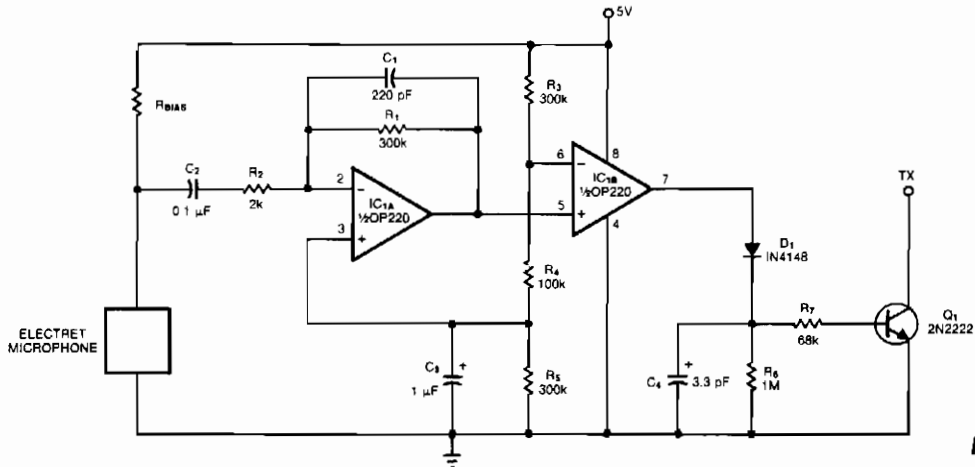 5V
C1
220 pF
R3
300k
RBIAS
R1
300k
TX
C2
0.1 µF
R2
2k
2
3
IC1A
½OP220
6
5
IC1B
½OP220
8
7
4
D1
IN4148
R4
100k
R7
68k
Q1
2N2222
ELECTRET
MICROPHONE
C3
1 µF
+
R5
300k
C4
+
3.3 pF
R6
1M